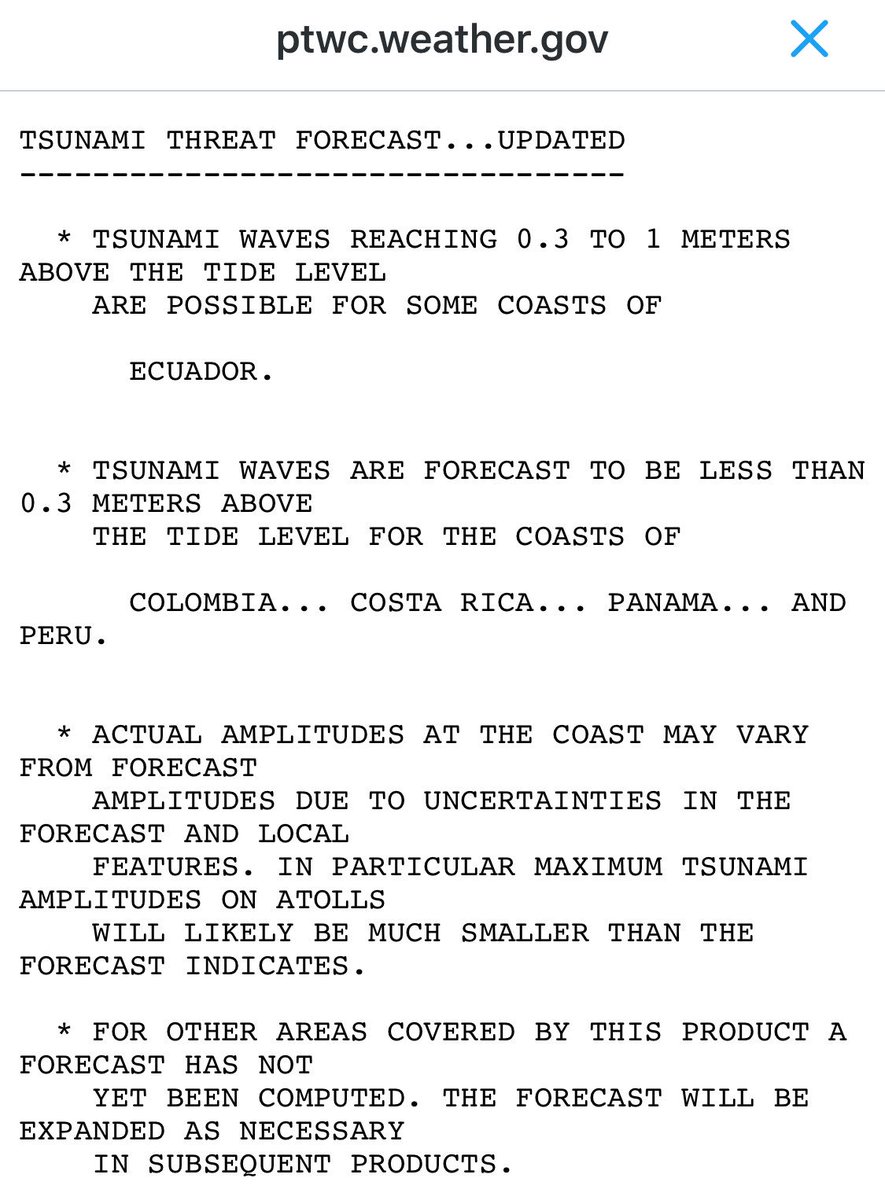 ptwc.weather.gov
TSUNAMI THREAT FORECAST...UPDATED
---------------------------------
* TSUNAMI WAVES REACHING 0.3 TO 1 METERS
ABOVE THE TIDE LEVEL
ARE POSSIBLE FOR SOME COASTS OF
ECUADOR.
* TSUNAMI WAVES ARE FORECAST TO BE LESS THAN
0.3 METERS ABOVE
THE TIDE LEVEL FOR THE COASTS OF
COLOMBIA... COSTA RICA... PANAMA... AND
PERU.
* ACTUAL AMPLITUDES AT THE COAST MAY VARY
FROM FORECAST
AMPLITUDES DUE TO UNCERTAINTIES IN THE
FORECAST AND LOCAL
FEATURES. IN PARTICULAR MAXIMUM TSUNAMI
AMPLITUDES ON ATOLLS
WILL LIKELY BE MUCH SMALLER THAN THE
FORECAST INDICATES.
* FOR OTHER AREAS COVERED BY THIS PRODUCT A
FORECAST HAS NOT
YET BEEN COMPUTED. THE FORECAST WILL BE
EXPANDED AS NECESSARY
IN SUBSEQUENT PRODUCTS.